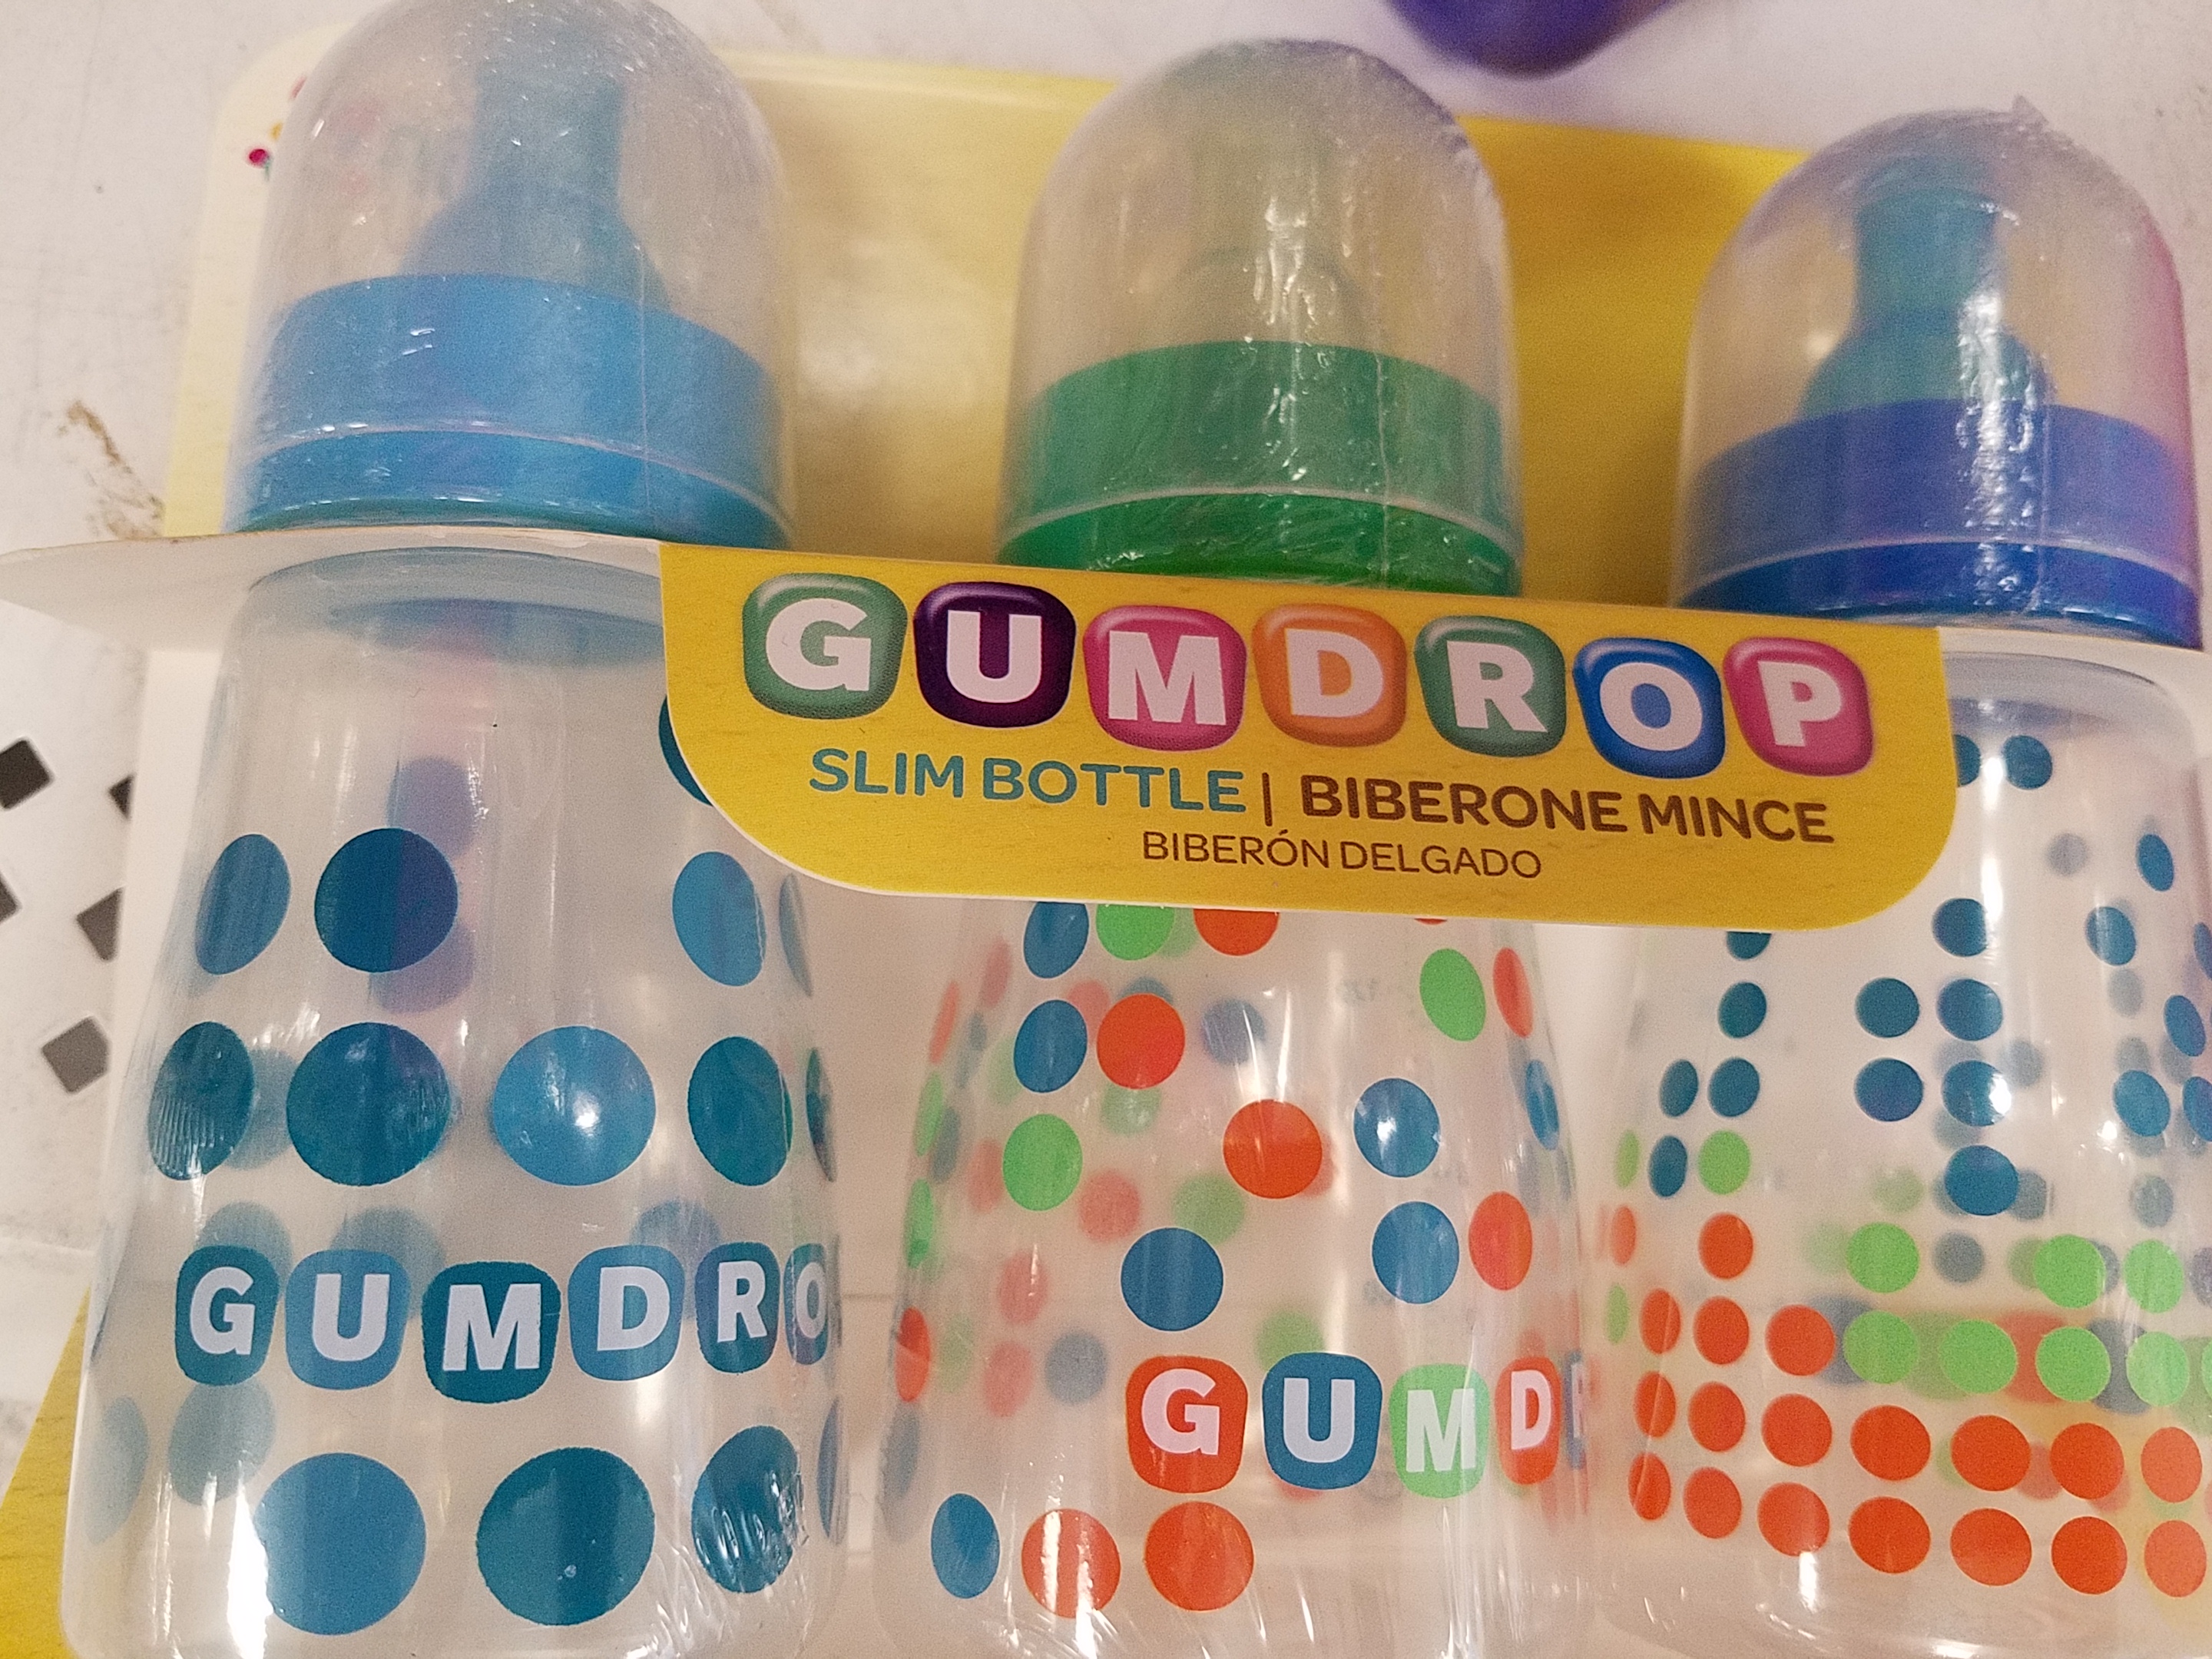 GUMDROP
SLIM BOTTLE | BIBERONE MINCE
BIBERÓN DELGADO
GUMDRO
GUMD